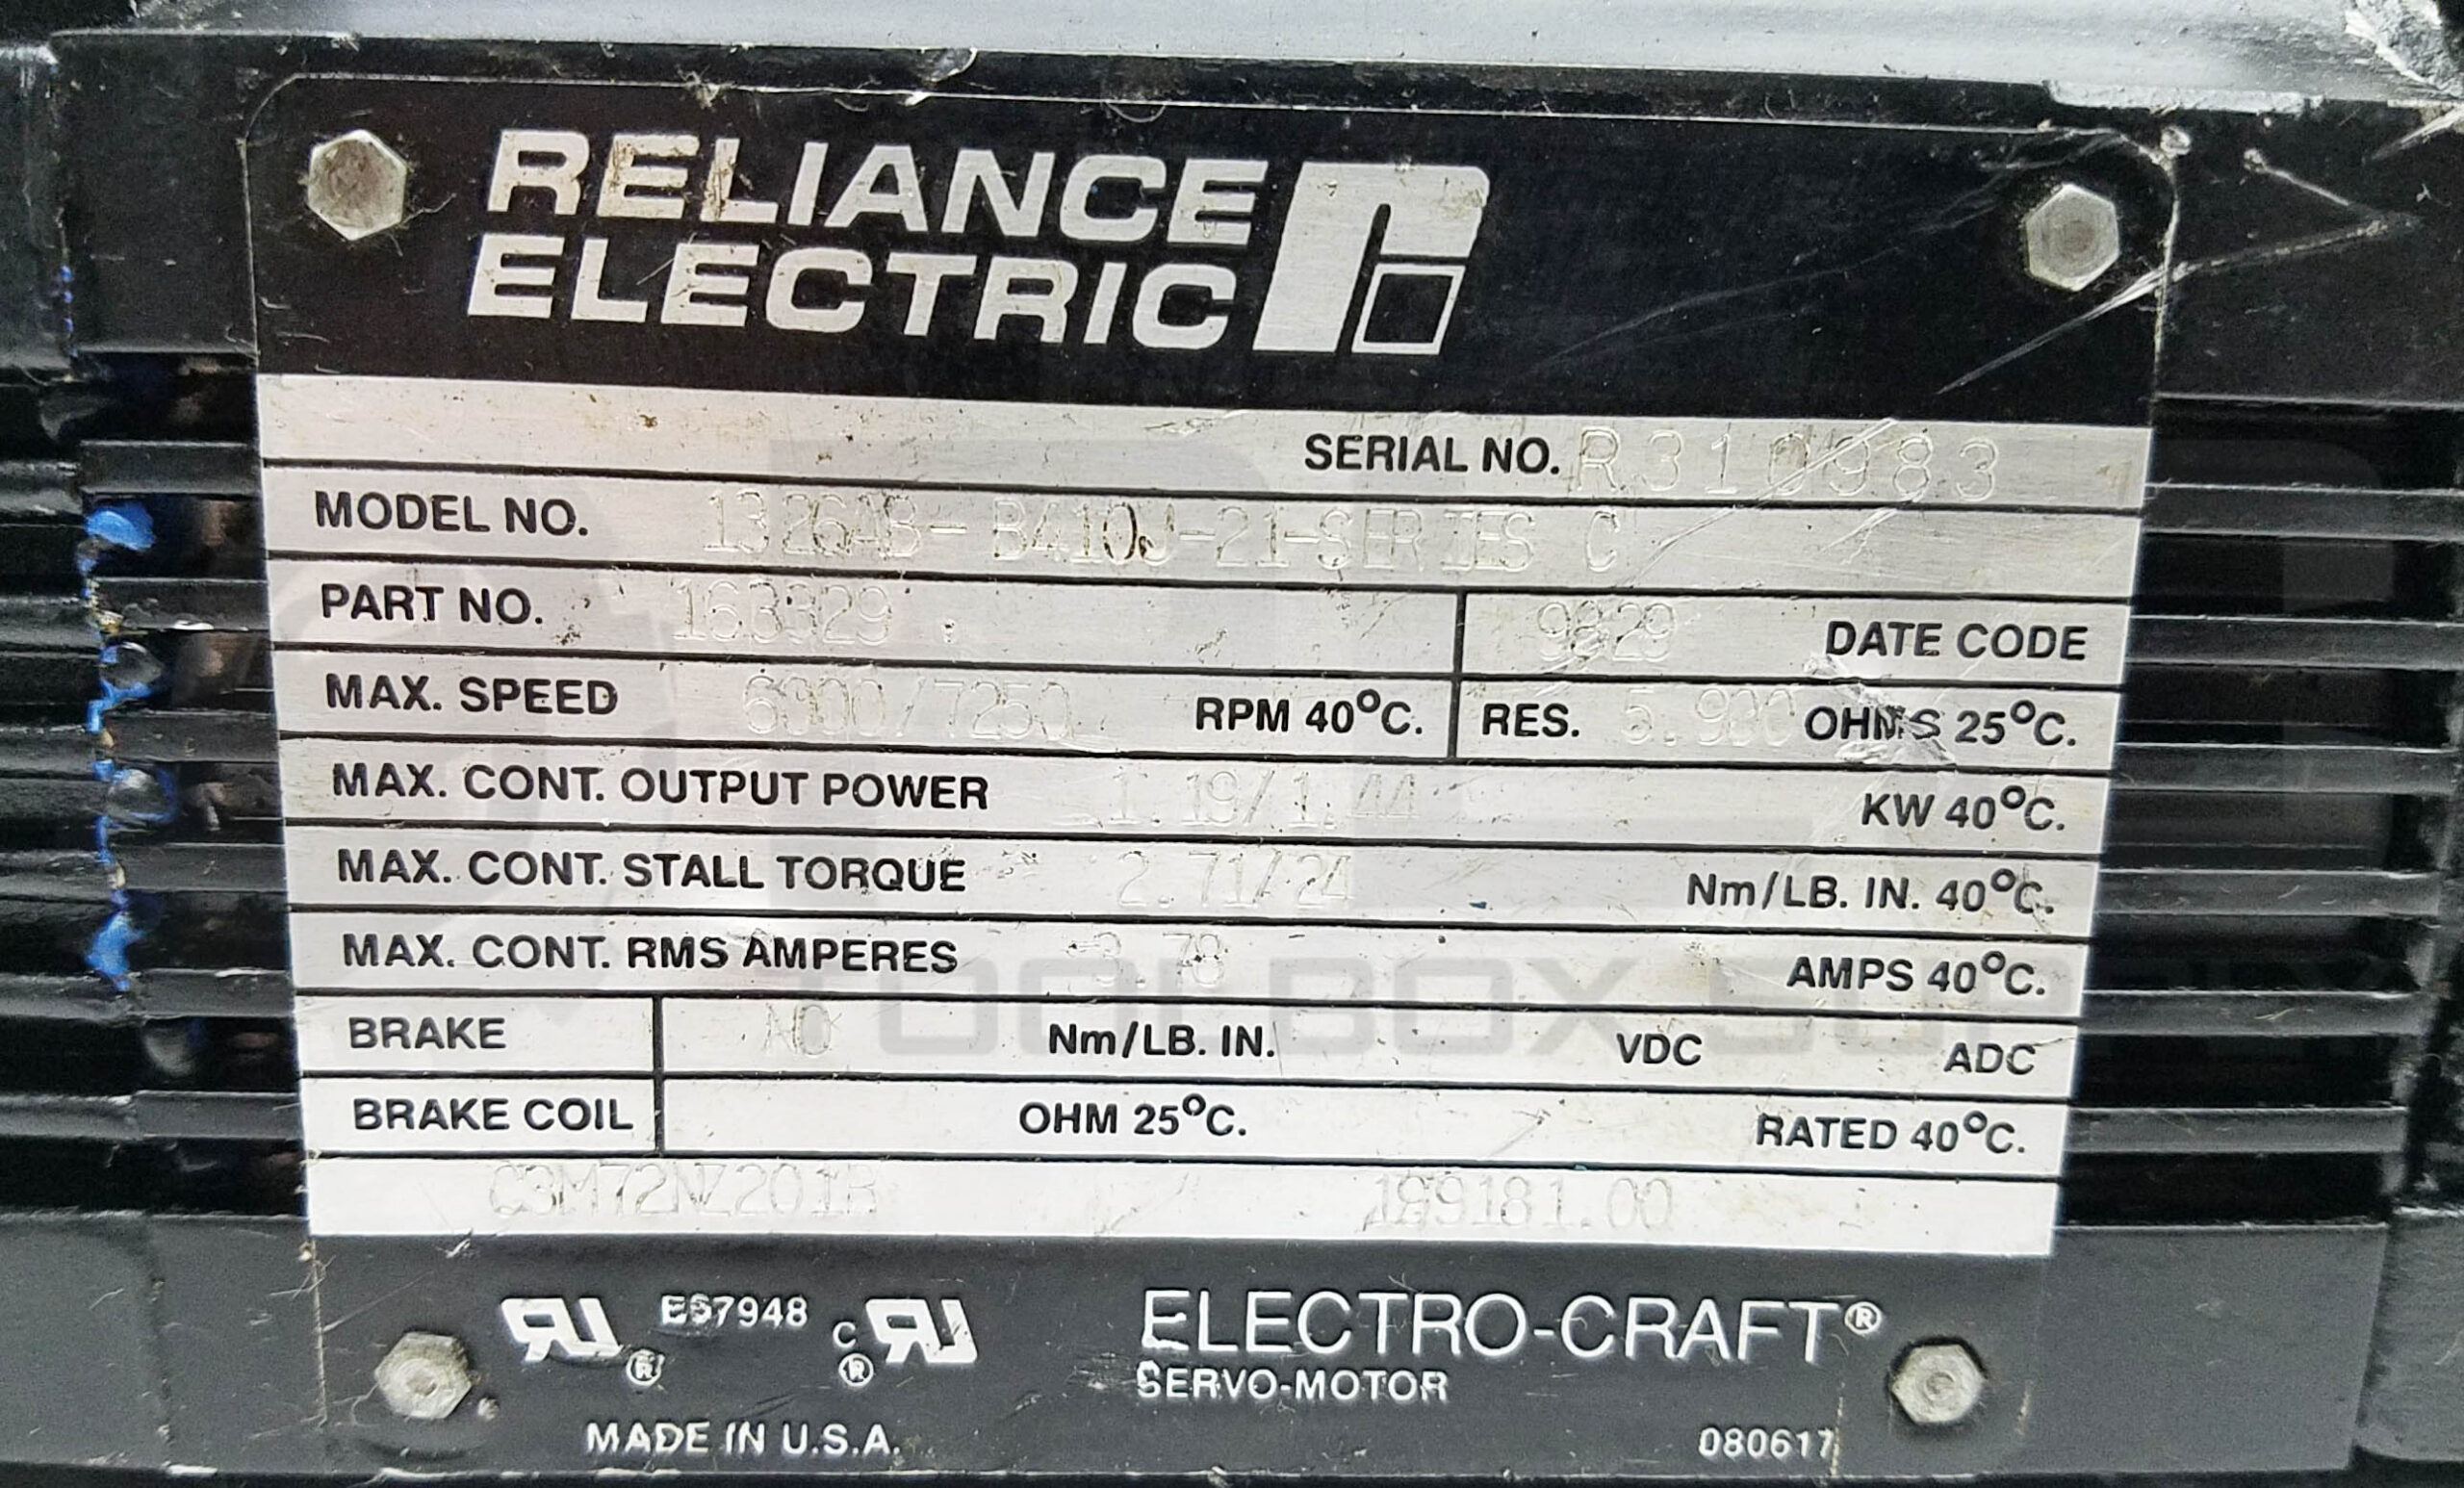 RELIANCE
ELECTRIC
SERIAL NO. R310983
MODEL NO. 1326AB-B410J-21-SERIES C
PART NO. 163329 9829 DATE CODE
MAX. SPEED 6000/7250 RPM 40°C. RES. 5.900 OHMS 25°C.
MAX. CONT. OUTPUT POWER 1.19/1.44 KW 40°C.
MAX. CONT. STALL TORQUE 2.71/24 Nm/LB. IN. 40°C.
MAX. CONT. RMS AMPERES 3.78 AMPS 40°C.
BRAKE NO Nm/LB. IN. VDC ADC
BRAKE COIL OHM 25°C. RATED 40°C.
199181.00
E67948
ELECTRO-CRAFT®
SERVO-MOTOR
MADE IN U.S.A.
080617